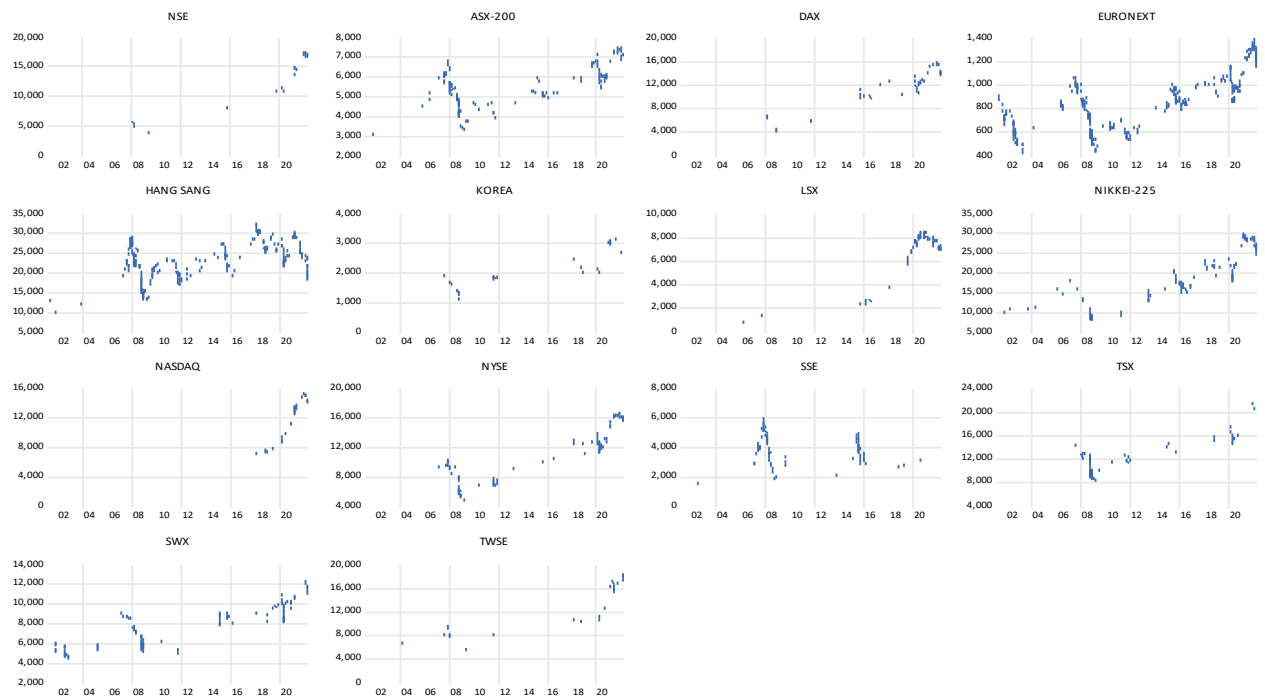 NSE
20,000
15,000
10,000
5,000
0
02 04 06 08 10 12 14 16 18 20
ASX-200
8,000
7,000
6,000
5,000
4,000
3,000
2,000
02 04 06 08 10 12 14 16 18 20
DAX
20,000
16,000
12,000
8,000
4,000
0
02 04 06 08 10 12 14 16 18 20
EURONEXT
1,400
1,200
1,000
800
600
400
02 04 06 08 10 12 14 16 18 20
HANG SANG
35,000
30,000
25,000
20,000
15,000
10,000
5,000
02 04 06 08 10 12 14 16 18 20
KOREA
4,000
3,000
2,000
1,000
0
02 04 06 08 10 12 14 16 18 20
LSX
10,000
8,000
6,000
4,000
2,000
0
02 04 06 08 10 12 14 16 18 20
NIKKEI-225
35,000
30,000
25,000
20,000
15,000
10,000
5,000
02 04 06 08 10 12 14 16 18 20
NASDAQ
16,000
12,000
8,000
4,000
0
02 04 06 08 10 12 14 16 18 20
NYSE
20,000
16,000
12,000
8,000
4,000
02 04 06 08 10 12 14 16 18 20
SSE
8,000
6,000
4,000
2,000
0
02 04 06 08 10 12 14 16 18 20
TSX
24,000
20,000
16,000
12,000
8,000
4,000
02 04 06 08 10 12 14 16 18 20
SWX
14,000
12,000
10,000
8,000
6,000
4,000
2,000
02 04 06 08 10 12 14 16 18 20
TWSE
20,000
16,000
12,000
8,000
4,000
0
02 04 06 08 10 12 14 16 18 20